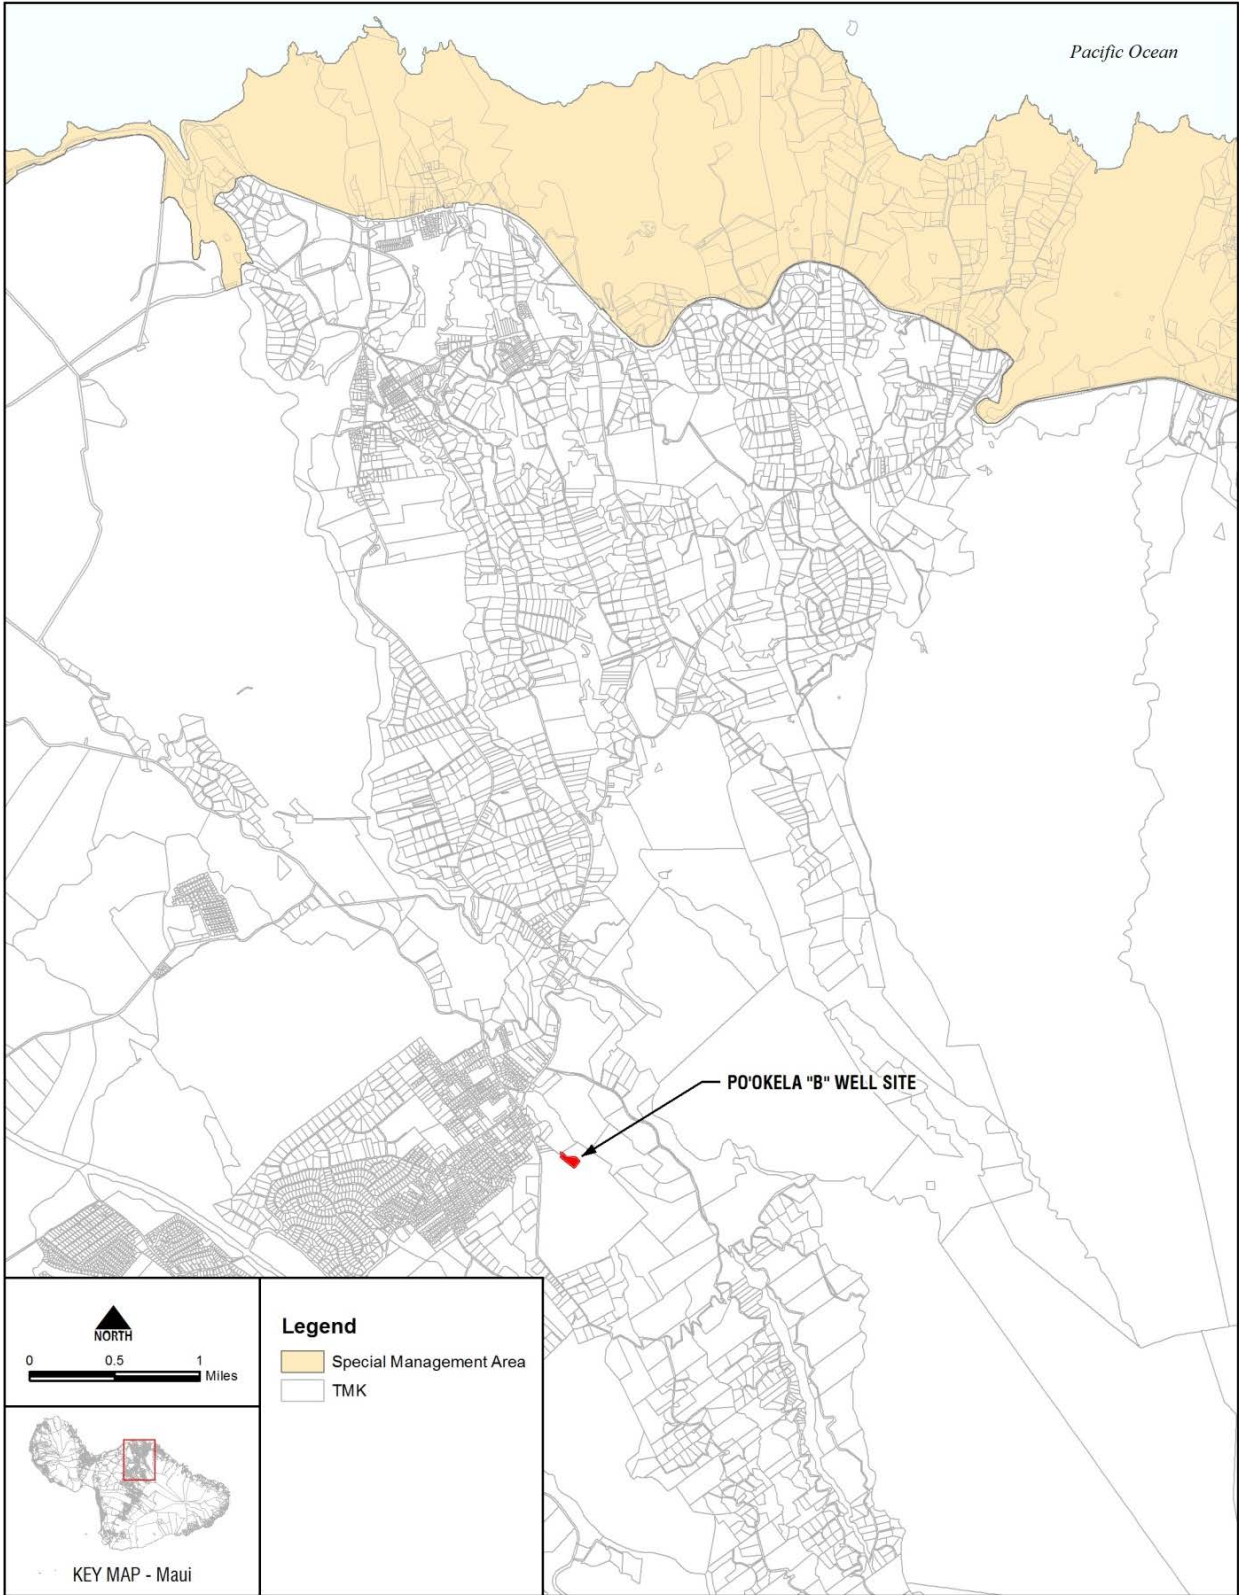 Pacific Ocean
PO'OKELA "B" WELL SITE
NORTH
0 0.5 1
Miles
Legend
Special Management Area
TMK
KEY MAP - Maui